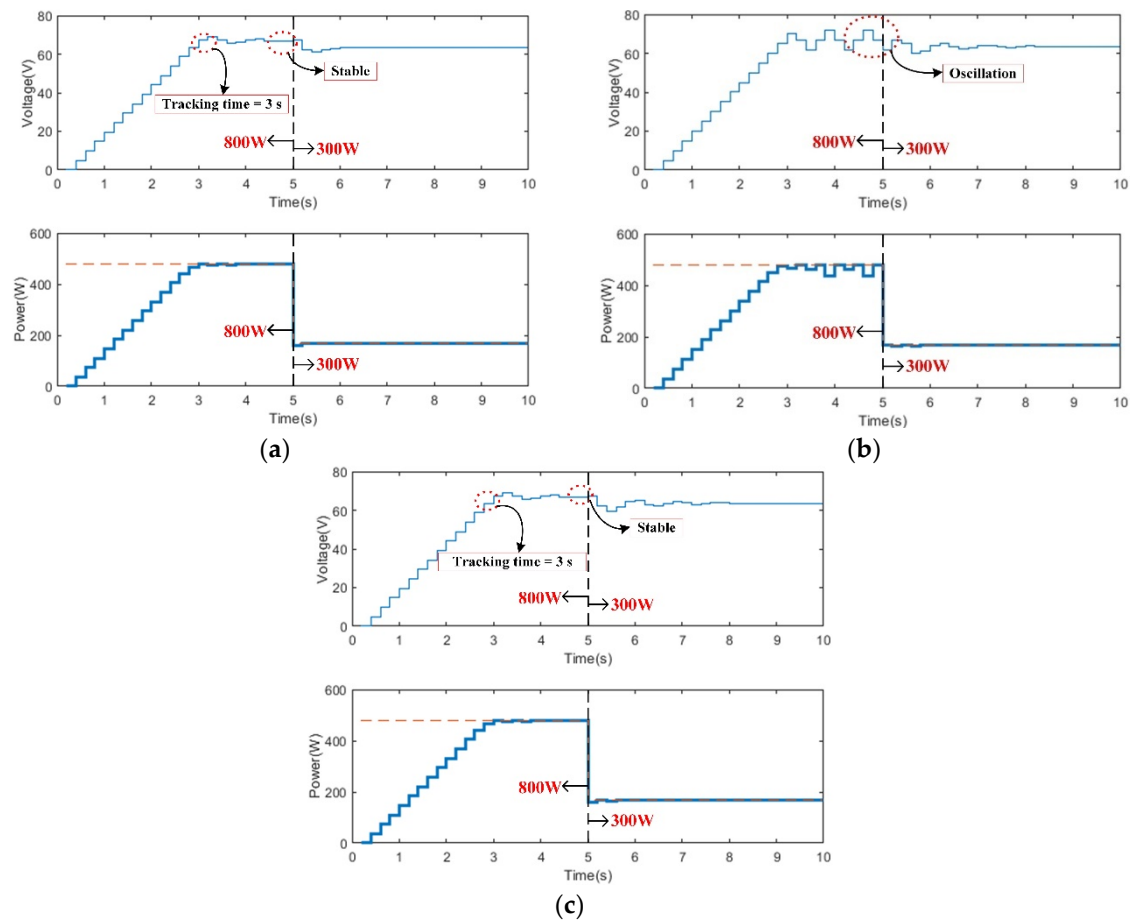 80
60
40
20
0
Voltage(V)
Tracking time = 3 s
Stable
800W
300W
0 1 2 3 4 5 6 7 8 9 10
Time(s)
600
400
200
0
Power(W)
800W
300W
0 1 2 3 4 5 6 7 8 9 10
Time(s)
(a)
80
60
40
20
0
Voltage(V)
Oscillation
800W
300W
0 1 2 3 4 5 6 7 8 9 10
Time(s)
600
400
200
0
Power(W)
800W
300W
0 1 2 3 4 5 6 7 8 9 10
Time(s)
(b)
80
60
40
20
0
Voltage(V)
Stable
Tracking time = 3 s
800W
300W
0 1 2 3 4 5 6 7 8 9 10
Time(s)
600
400
200
0
Power(W)
800W
300W
0 1 2 3 4 5 6 7 8 9 10
Time(s)
(c)